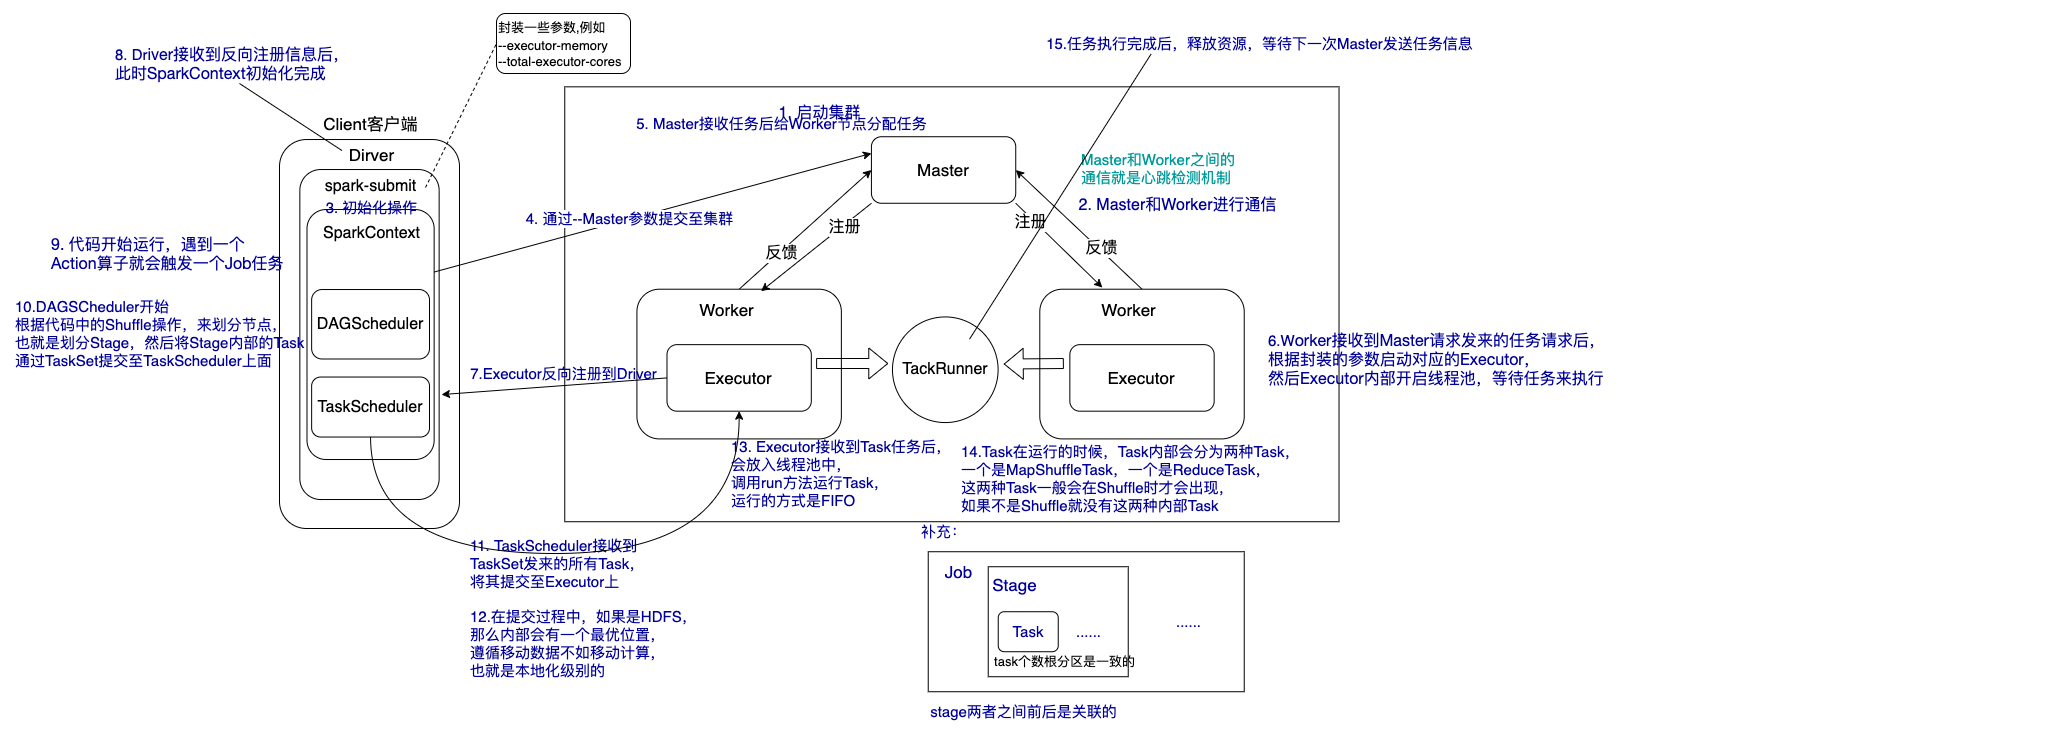 封装一些参数,例如
--executor-memory
--total-executor-cores
8. Driver接收到反向注册信息后，
此时SparkContext初始化完成
15.任务执行完成后，释放资源，等待下一次Master发送任务信息
1. 启动集群
5. Master接收任务后给Worker节点分配任务
Client客户端
Dirver
spark-submit
3. 初始化操作
SparkContext
Master
Master和Worker之间的
通信就是心跳检测机制
2. Master和Worker进行通信
4. 通过--Master参数提交至集群
注册
反馈
注册
反馈
9. 代码开始运行，遇到一个
Action算子就会触发一个Job任务
10.DAGSCheduler开始
根据代码中的Shuffle操作，来划分节点，
也就是划分Stage，然后将Stage内部的Task
通过TaskSet提交至TaskScheduler上面
DAGScheduler
TaskScheduler
7.Executor反向注册到Driver
Worker
Executor
TackRunner
Worker
Executor
6.Worker接收到Master请求发来的任务请求后，
根据封装的参数启动对应的Executor，
然后Executor内部开启线程池，等待任务来执行
13. Executor接收到Task任务后，
会放入线程池中，
调用run方法运行Task，
运行的方式是FIFO
14.Task在运行的时候，Task内部会分为两种Task，
一个是MapShuffleTask，一个是ReduceTask，
这两种Task一般会在Shuffle时才会出现，
如果不是Shuffle就没有这两种内部Task
11. TaskScheduler接收到
TaskSet发来的所有Task，
将其提交至Executor上
12.在提交过程中，如果是HDFS，
那么内部会有一个最优位置，
遵循移动数据不如移动计算，
也就是本地化级别的
补充：
Job
Stage
Task
......
......
task个数根分区是一致的
stage两者之间前后是关联的